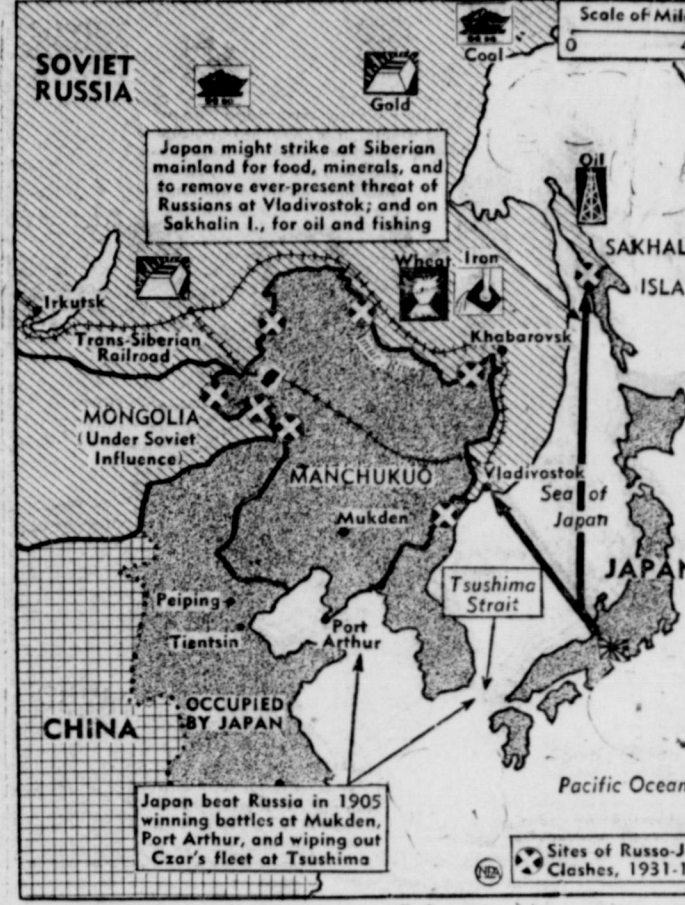 Scale of
0
Coal
SOVIET
RUSSIA
Gold
Japan might strike at Siberian
mainland for food, minerals, and
to remove ever-present threat of
Russians at Vladivostok; and on
Sakhalin I., for oil and fishing
Oil
SAKHAL
ISLA
Wheat
Iron
Irkutsk
Trans-Siberian
Railroad
Khabarovsk
MONGOLIA
(Under Soviet
Influence)
MANCHUKUO
Vladivostok
Sea of
Japan
Mukden
JAPAN
Tsushima
Strait
Peiping
Tientsin
Port
Arthur
OCCUPIED
BY JAPAN
CHINA
Pacific Ocean
Japan beat Russia in 1905
winning battles at Mukden,
Port Arthur, and wiping out
Czar's fleet at Tsushima
NEA
Sites of Russo-J
Clashes, 1931-1